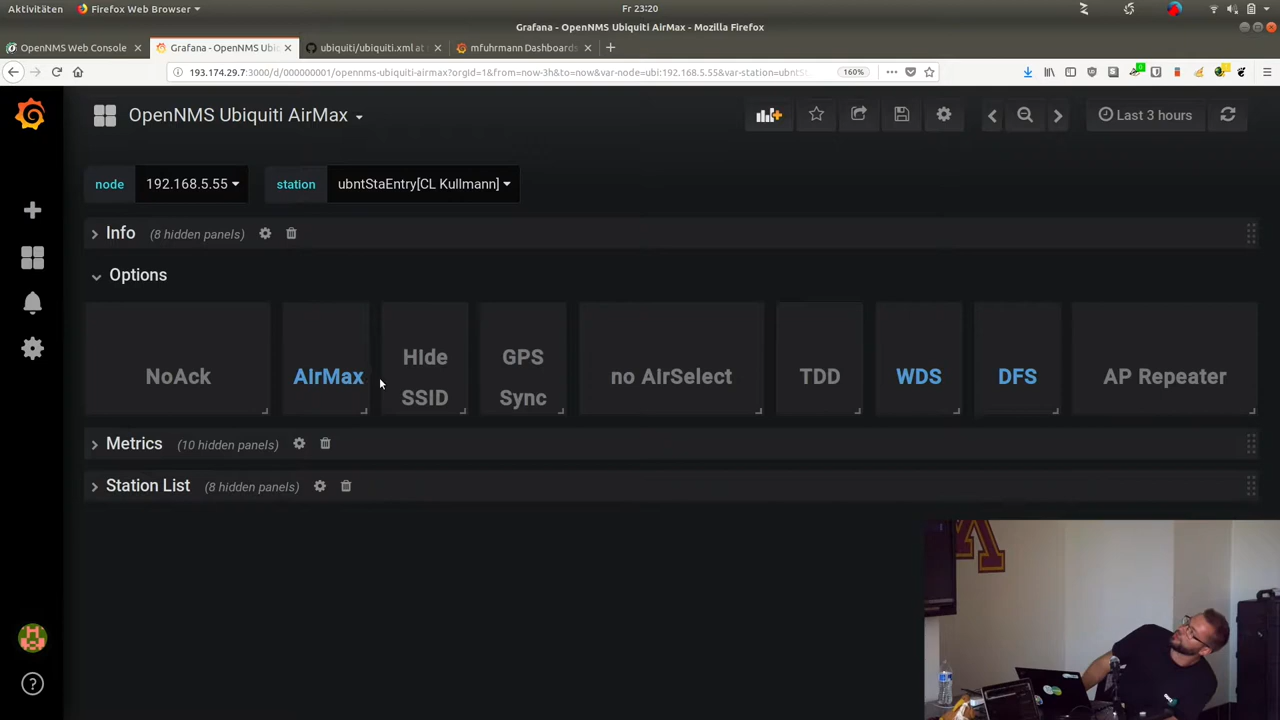 Aktivitäten Firefox Web Browser Fr 23:20
Grafana - OpenNMS Ubiquiti AirMax - Mozilla Firefox
OpenNMS Web Console Grafana - OpenNMS Ubi ubiquiti/ubiquiti.xml at mfuhrmann Dashboards
193.174.29.7:3000/d/000000001/opennms-ubiquiti-airmax?orgId=1&from=now-3h&to=now&var-node=ubi:192.168.5.55&var-station=ubntSt 160%
OpenNMS Ubiquiti AirMax Last 3 hours
node 192.168.5.55 station ubntStaEntry[CL Kullmann]
Info (8 hidden panels)
Options
NoAck AirMax HIde SSID GPS Sync no AirSelect TDD WDS DFS AP Repeater
Metrics (10 hidden panels)
Station List (8 hidden panels)